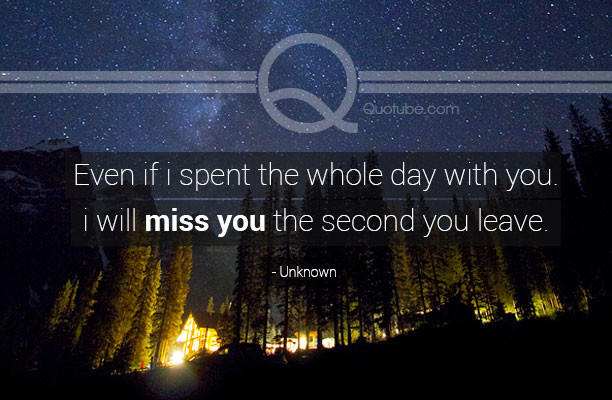 Quotube.com
Even if i spent the whole day with you.
i will miss you the second you leave.
- Unknown